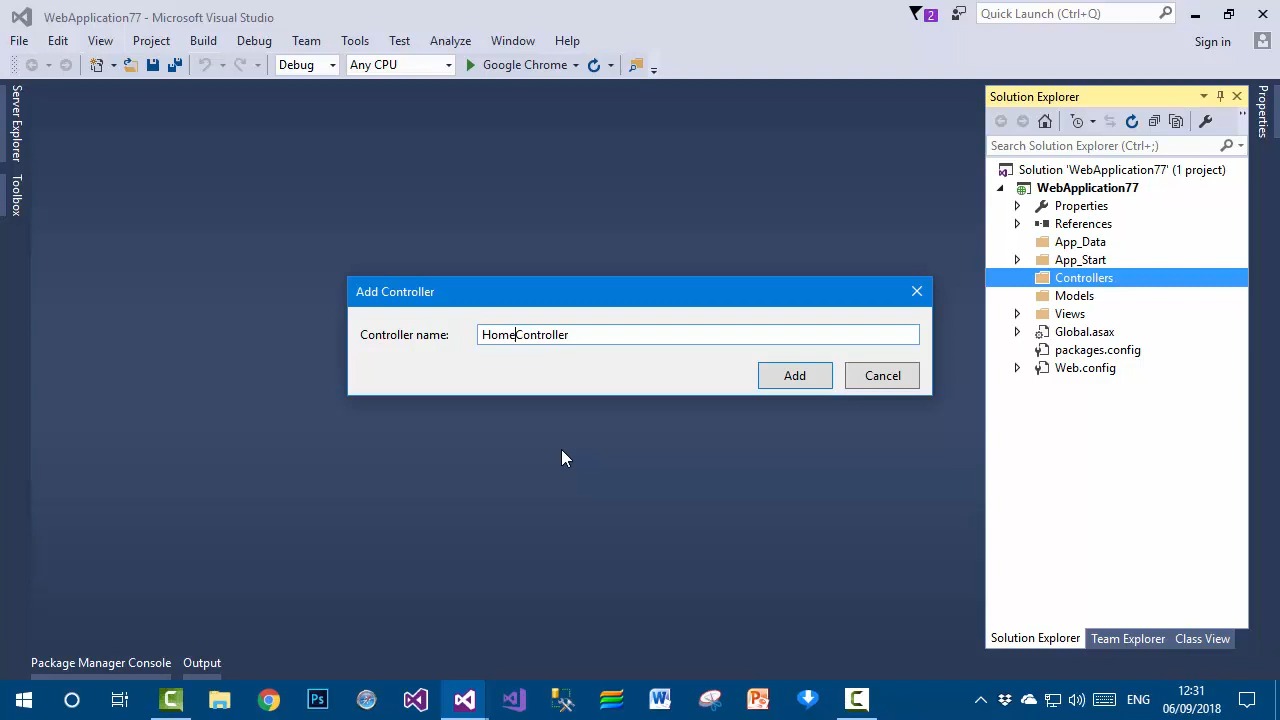 WebApplication77 - Microsoft Visual Studio
2
Quick Launch (Ctrl+Q)
File Edit View Project Build Debug Team Tools Test Analyze Window Help
Sign in
Debug Any CPU Google Chrome
Server Explorer
Toolbox
Solution Explorer
Search Solution Explorer (Ctrl+;)
Solution 'WebApplication77' (1 project)
WebApplication77
Properties
References
App_Data
App_Start
Controllers
Models
Views
Global.asax
packages.config
Web.config
Properties
Add Controller
Controller name: HomeController
Add Cancel
Solution Explorer Team Explorer Class View
Package Manager Console Output
Ps
W
P
ENG
12:31
06/09/2018